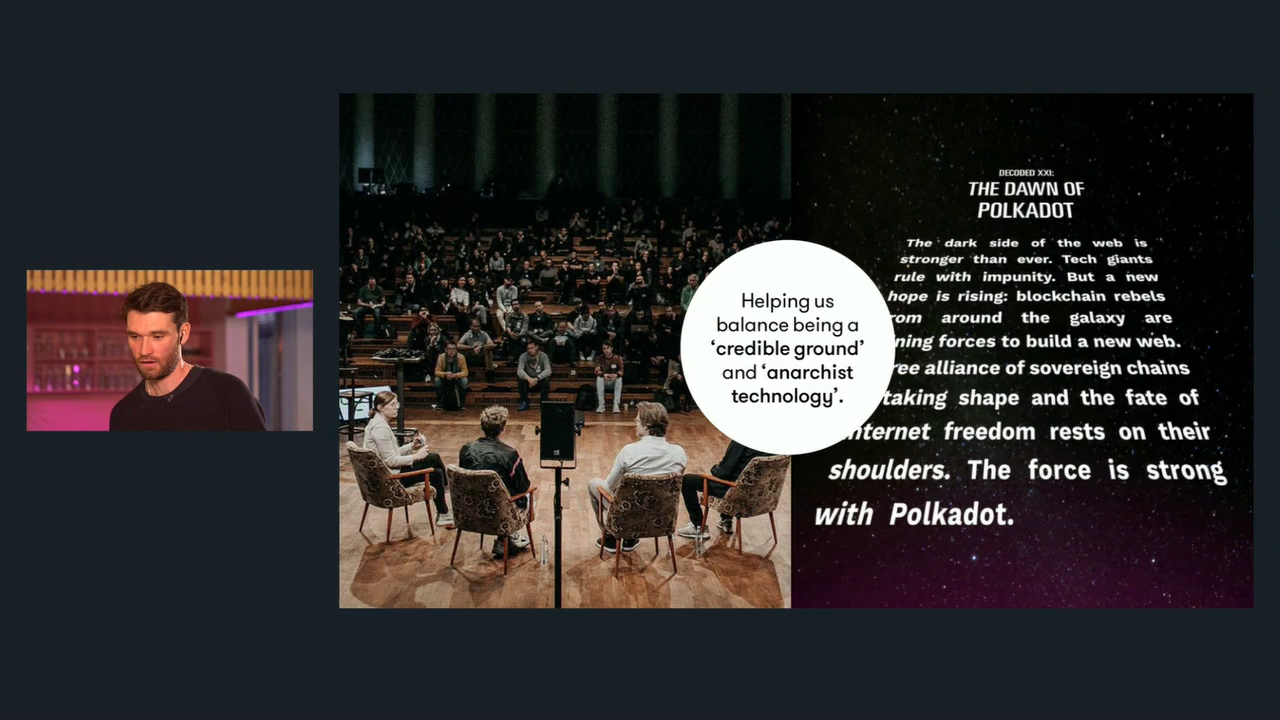 Helping us
balance being a
‘credible ground’
and ‘anarchist
technology’.
DECODED XXI:
THE DAWN OF
POLKADOT
The dark side of the web is
stronger than ever. Tech giants
rule with impunity. But a new
hope is rising: blockchain rebels
around the galaxy are
forces to build a new web.
alliance of sovereign chains
taking shape and the fate of
internet freedom rests on their
shoulders. The force is strong
with Polkadot.